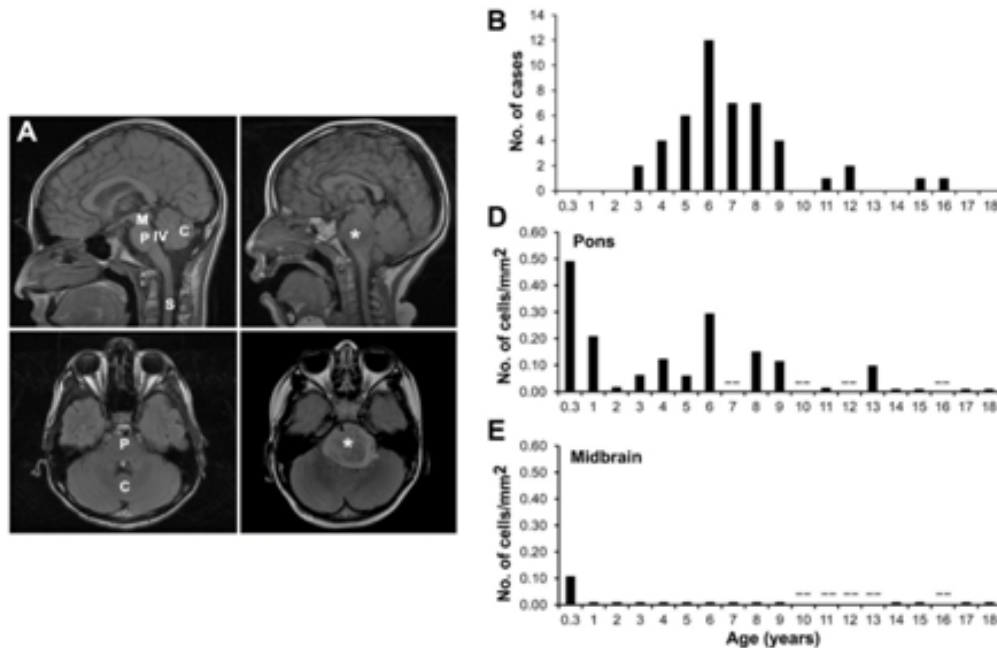 A
M
P IV C
S
*
P
C
*
B
No. of cases
14
12
10
8
6
4
2
0
0.3 1 2 3 4 5 6 7 8 9 10 11 12 13 14 15 16 17 18
D
Pons
No. of cells/mm²
0.60
0.50
0.40
0.30
0.20
0.10
0.00
-- -- -- --
0.3 1 2 3 4 5 6 7 8 9 10 11 12 13 14 15 16 17 18
E
Midbrain
No. of cells/mm²
0.60
0.50
0.40
0.30
0.20
0.10
0.00
-- -- -- -- --
0.3 1 2 3 4 5 6 7 8 9 10 11 12 13 14 15 16 17 18
Age (years)